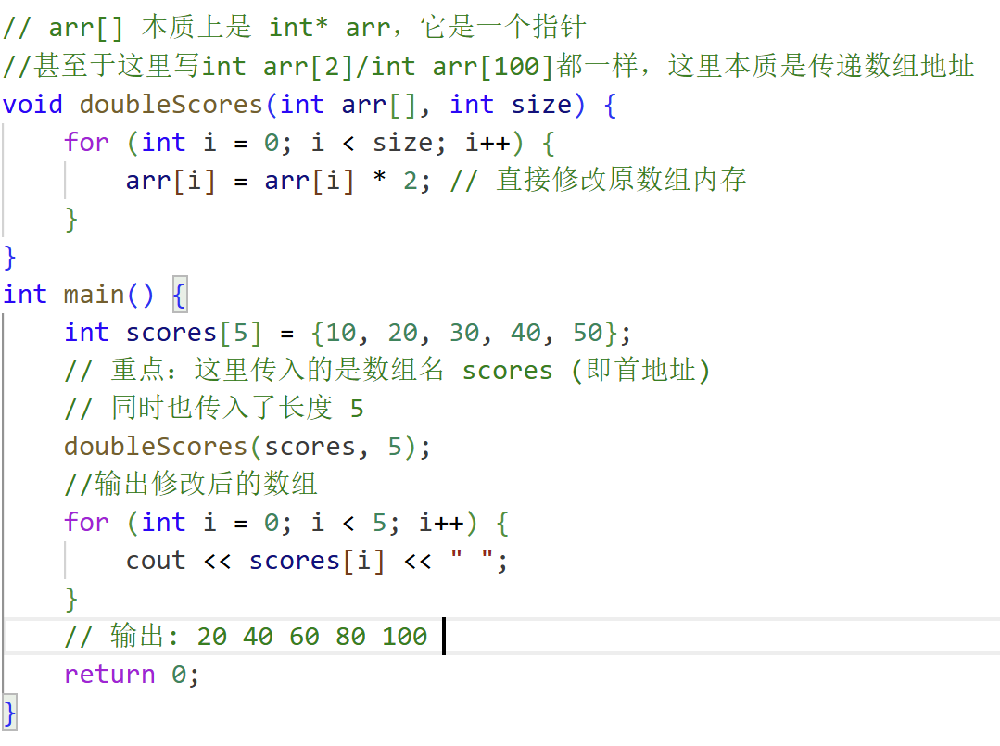 // arr[] 本质上是 int* arr，它是一个指针
//甚至于这里写int arr[2]/int arr[100]都一样，这里本质是传递数组地址
void doubleScores(int arr[], int size) {
    for (int i = 0; i < size; i++) {
        arr[i] = arr[i] * 2; // 直接修改原数组内存
    }
}
int main() {
    int scores[5] = {10, 20, 30, 40, 50};
    // 重点：这里传入的是数组名 scores (即首地址)
    // 同时也传入了长度 5
    doubleScores(scores, 5);
    //输出修改后的数组
    for (int i = 0; i < 5; i++) {
        cout << scores[i] << " ";
    }
    // 输出: 20 40 60 80 100
    return 0;
}